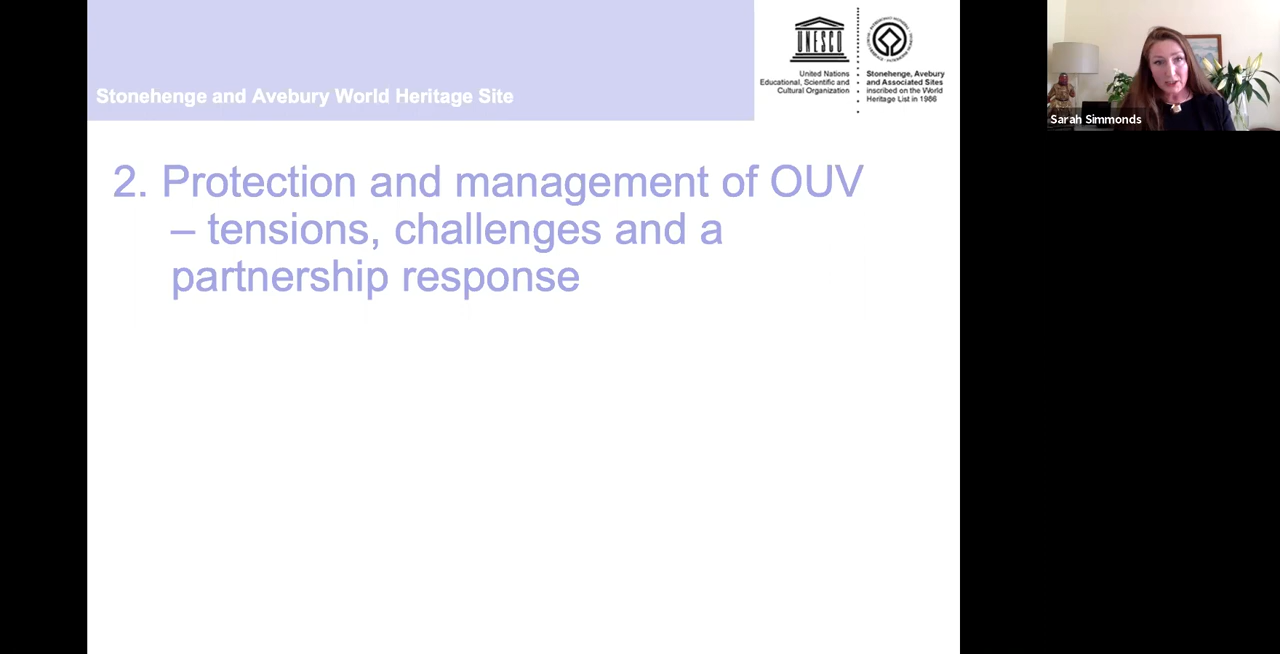 Stonehenge and Avebury World Heritage Site
UNESCO
United Nations
Educational, Scientific and
Cultural Organization
Stonehenge, Avebury
and Associated Sites
inscribed on the World
Heritage List in 1986
Sarah Simmonds
2. Protection and management of OUV
– tensions, challenges and a
partnership response